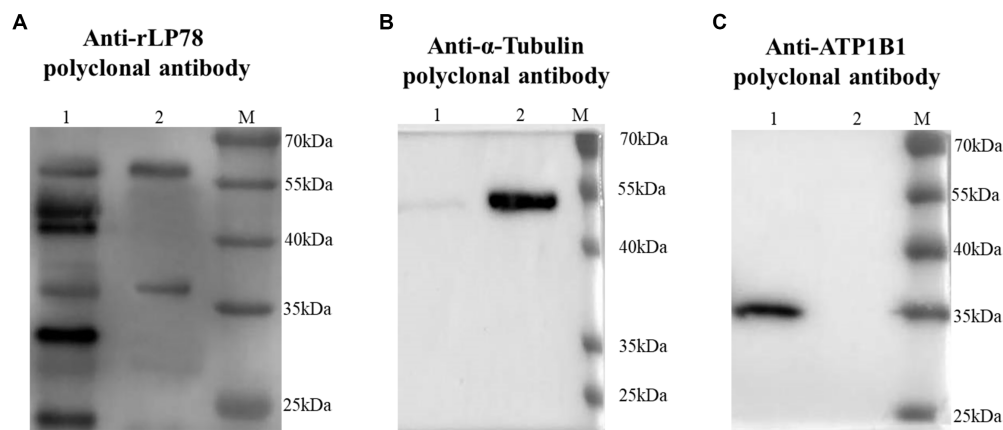 A
Anti-rLP78
polyclonal antibody
1 2 M
70kDa
55kDa
40kDa
35kDa
25kDa
B
Anti-α-Tubulin
polyclonal antibody
1 2 M
70kDa
55kDa
40kDa
35kDa
25kDa
C
Anti-ATP1B1
polyclonal antibody
1 2 M
70kDa
55kDa
40kDa
35kDa
25kDa